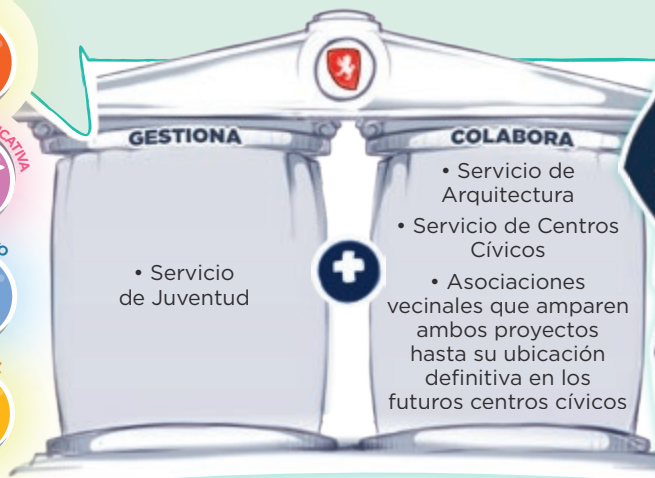 GESTIONA
• Servicio
de Juventud
COLABORA
• Servicio de
Arquitectura
• Servicio de Centros
Cívicos
• Asociaciones
vecinales que amparen
ambos proyectos
hasta su ubicación
definitiva en los
futuros centros cívicos